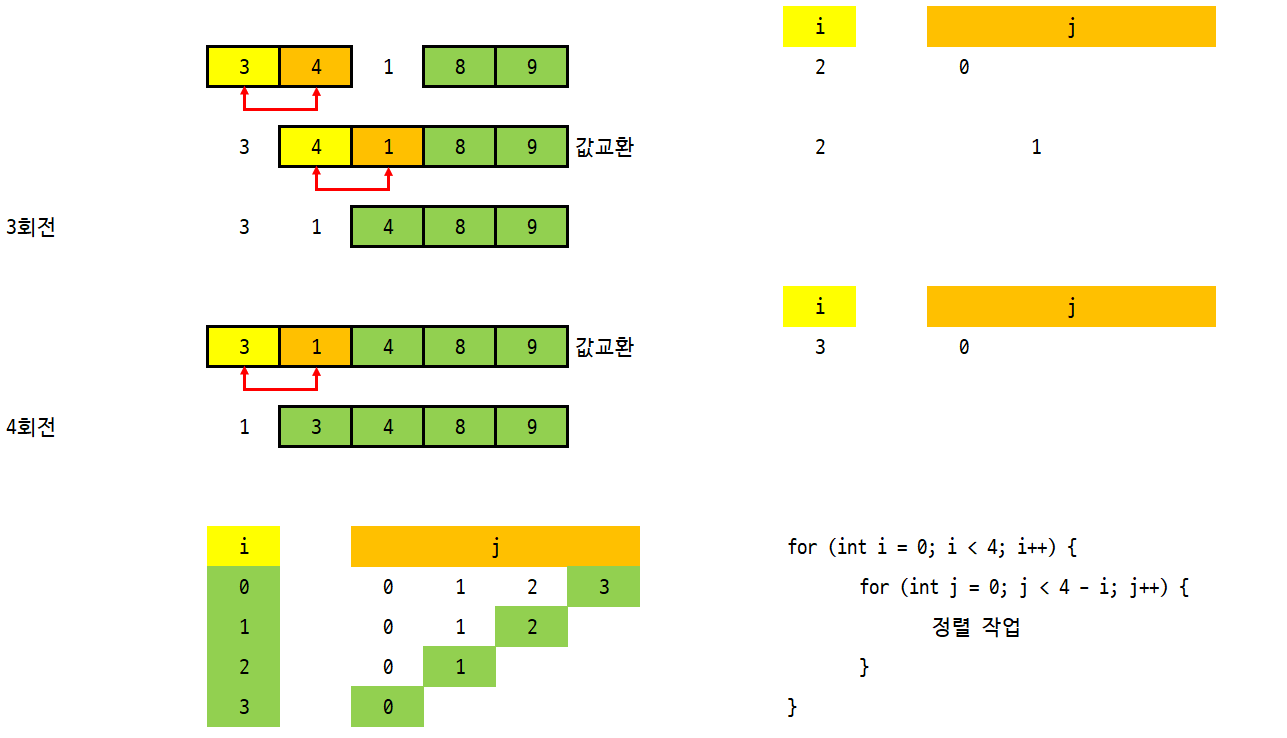 i j
3 4 1 8 9 2 0
3 4 1 8 9 값교환 2 1
3회전 3 1 4 8 9
i j
3 1 4 8 9 값교환 3 0
4회전 1 3 4 8 9
i j for (int i = 0; i < 4; i++) {
0 0 1 2 3 for (int j = 0; j < 4 - i; j++) {
1 0 1 2 정렬 작업
2 0 1 }
3 0 }